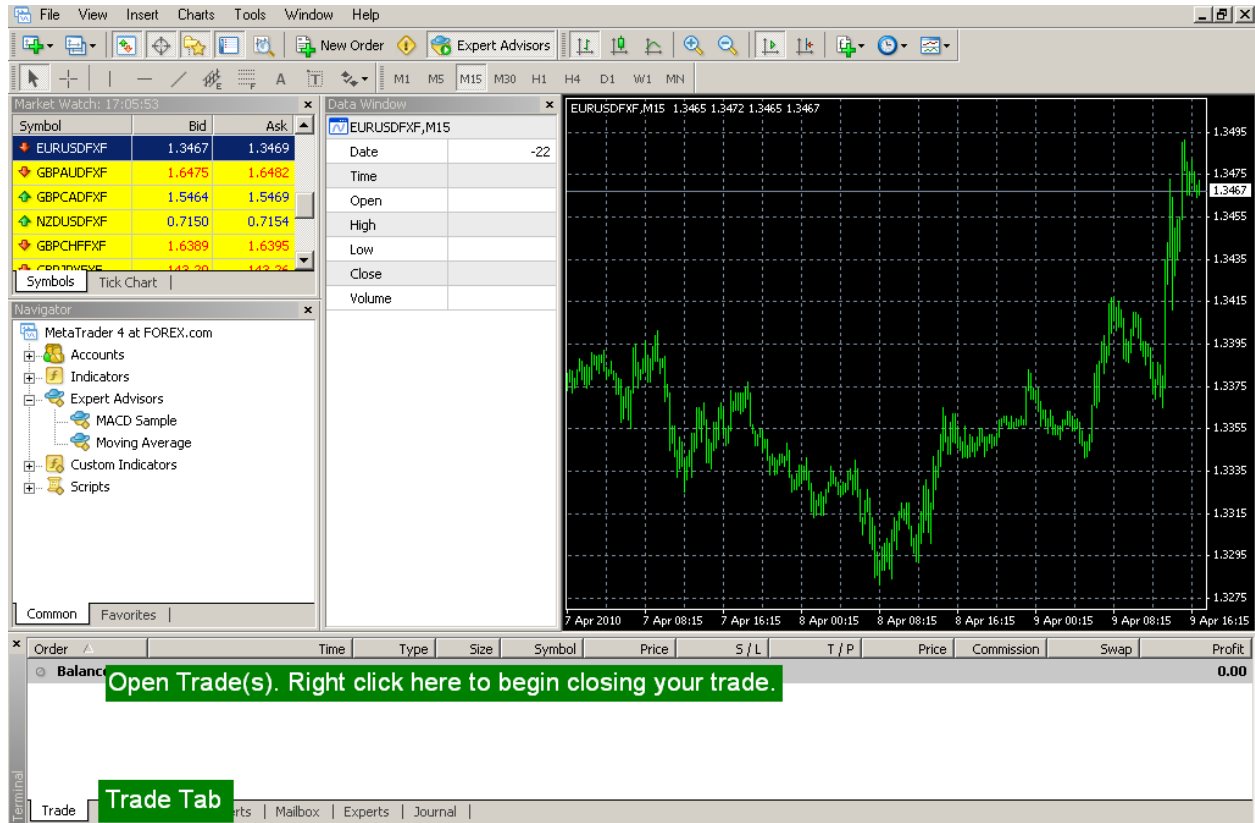 File View Insert Charts Tools Window Help
New Order Expert Advisors
A T M1 M5 M15 M30 H1 H4 D1 W1 MN
Market Watch: 17:05:53
Symbol Bid Ask
EURUSDFXF 1.3467 1.3469
GBPAUDFXF 1.6475 1.6482
GBPCADFXF 1.5464 1.5469
NZDUSDFXF 0.7150 0.7154
GBPCHFFXF 1.6389 1.6395
Symbols Tick Chart
Navigator
MetaTrader 4 at FOREX.com
Accounts
Indicators
Expert Advisors
MACD Sample
Moving Average
Custom Indicators
Scripts
Common Favorites
Data Window
EURUSDFXF,M15
Date -22
Time
Open
High
Low
Close
Volume
EURUSDFXF,M15 1.3465 1.3472 1.3465 1.3467
1.3495
1.3475
1.3467
1.3455
1.3435
1.3415
1.3395
1.3375
1.3355
1.3335
1.3315
1.3295
1.3275
7 Apr 2010 7 Apr 08:15 7 Apr 16:15 8 Apr 00:15 8 Apr 08:15 8 Apr 16:15 9 Apr 00:15 9 Apr 08:15 9 Apr 16:15
Order Time Type Size Symbol Price S / L T / P Price Commission Swap Profit
Balance 0.00
Open Trade(s). Right click here to begin closing your trade.
Terminal
Trade Tab
Trade Mailbox Experts Journal